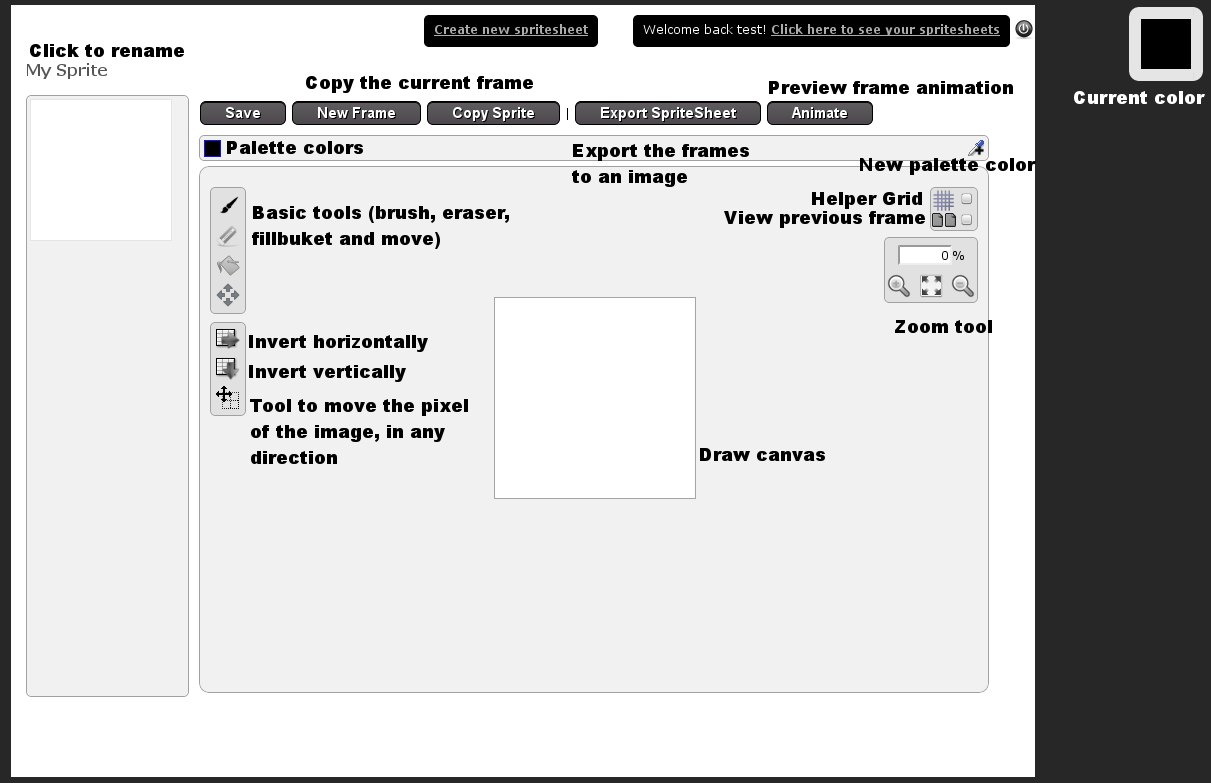 Create new spritesheet
Welcome back test! Click here to see your spritesheets
Click to rename
My Sprite
Copy the current frame
Preview frame animation
Current color
Save
New Frame
Copy Sprite
|
Export SpriteSheet
Animate
Palette colors
Export the frames
to an image
New palette color
Helper Grid
View previous frame
Basic tools (brush, eraser,
fillbuket and move)
0 %
Zoom tool
Invert horizontally
Invert vertically
Tool to move the pixel
of the image, in any
direction
Draw canvas